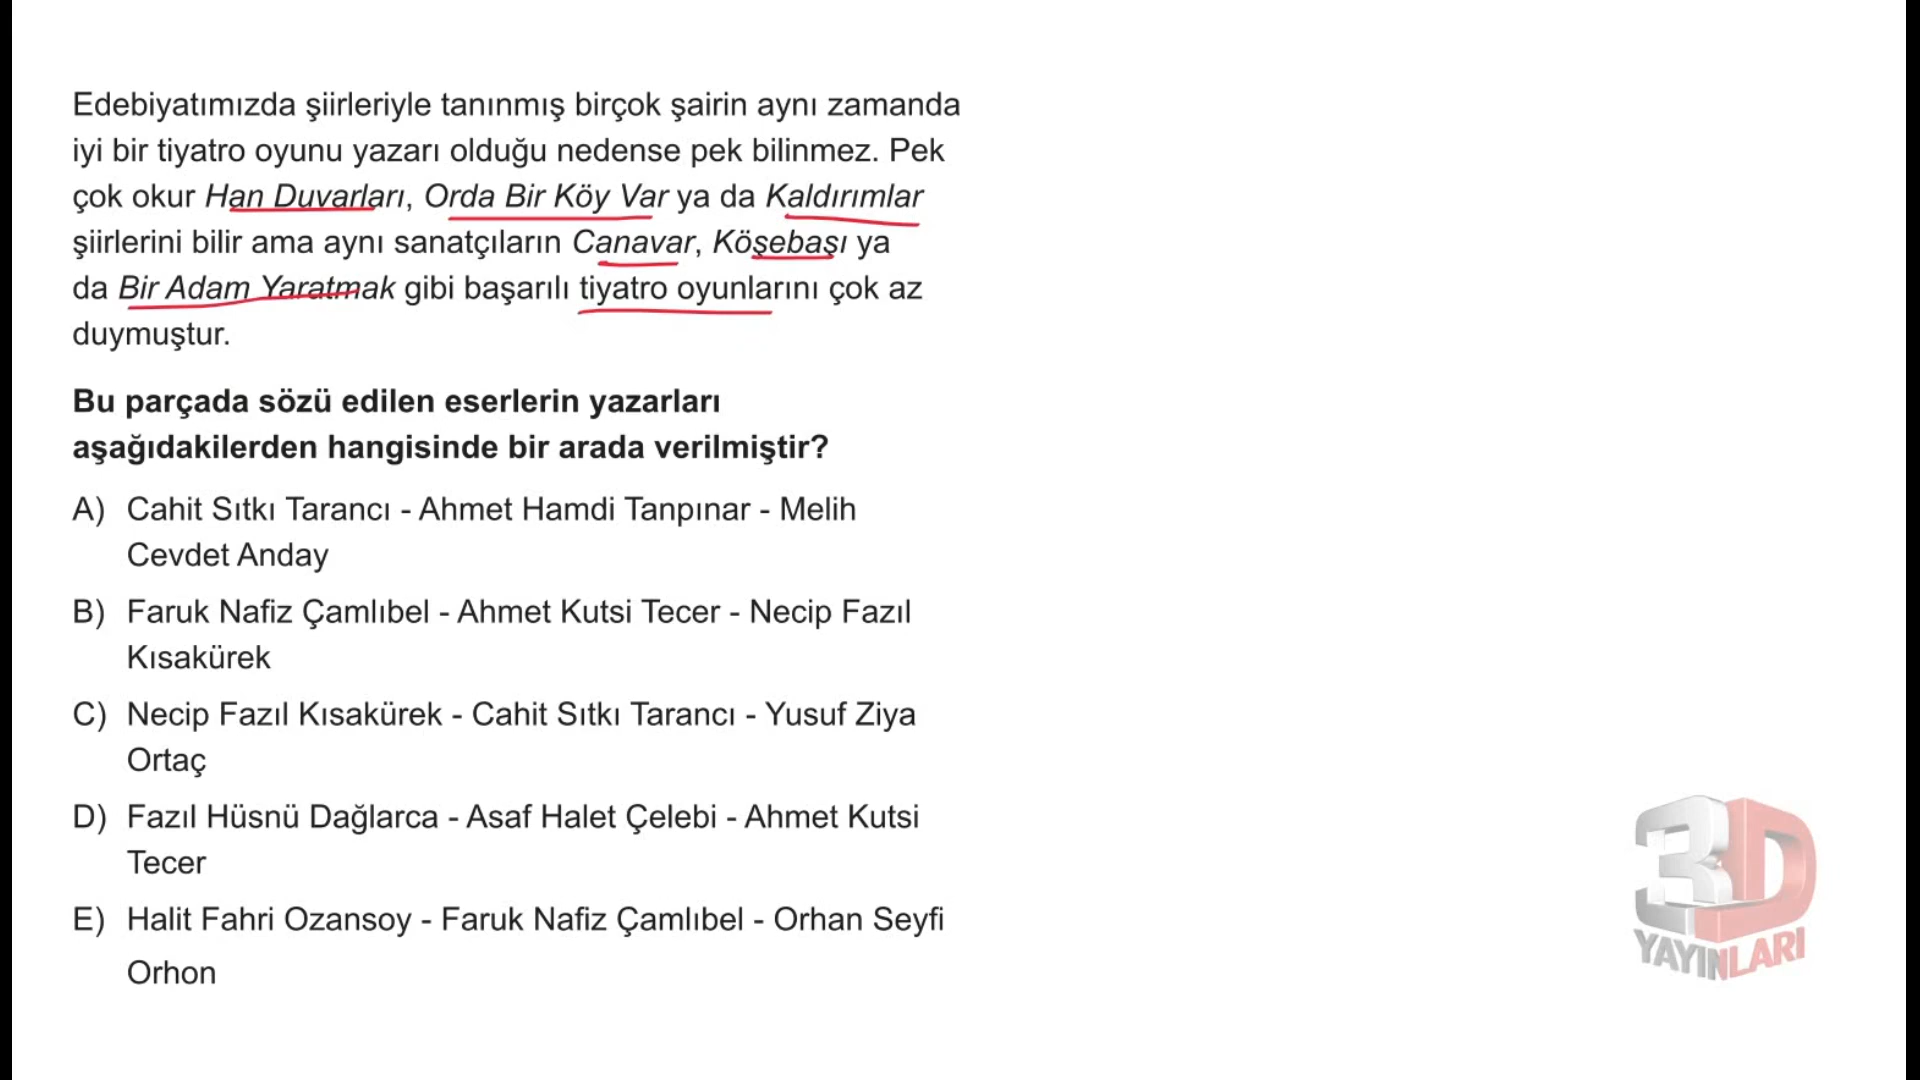 Edebiyatımızda şiirleriyle tanınmış birçok şairin aynı zamanda
iyi bir tiyatro oyunu yazarı olduğu nedense pek bilinmez. Pek
çok okur Han Duvarları, Orda Bir Köy Var ya da Kaldırımlar
şiirlerini bilir ama aynı sanatçıların Canavar, Köşebaşı ya
da Bir Adam Yaratmak gibi başarılı tiyatro oyunlarını çok az
duymuştur.
Bu parçada sözü edilen eserlerin yazarları
aşağıdakilerden hangisinde bir arada verilmiştir?
A) Cahit Sıtkı Tarancı - Ahmet Hamdi Tanpınar - Melih
Cevdet Anday
B) Faruk Nafiz Çamlıbel - Ahmet Kutsi Tecer - Necip Fazıl
Kısakürek
C) Necip Fazıl Kısakürek - Cahit Sıtkı Tarancı - Yusuf Ziya
Ortaç
D) Fazıl Hüsnü Dağlarca - Asaf Halet Çelebi - Ahmet Kutsi
Tecer
E) Halit Fahri Ozansoy - Faruk Nafiz Çamlıbel - Orhan Seyfi
Orhon
3D
YAYINLARI